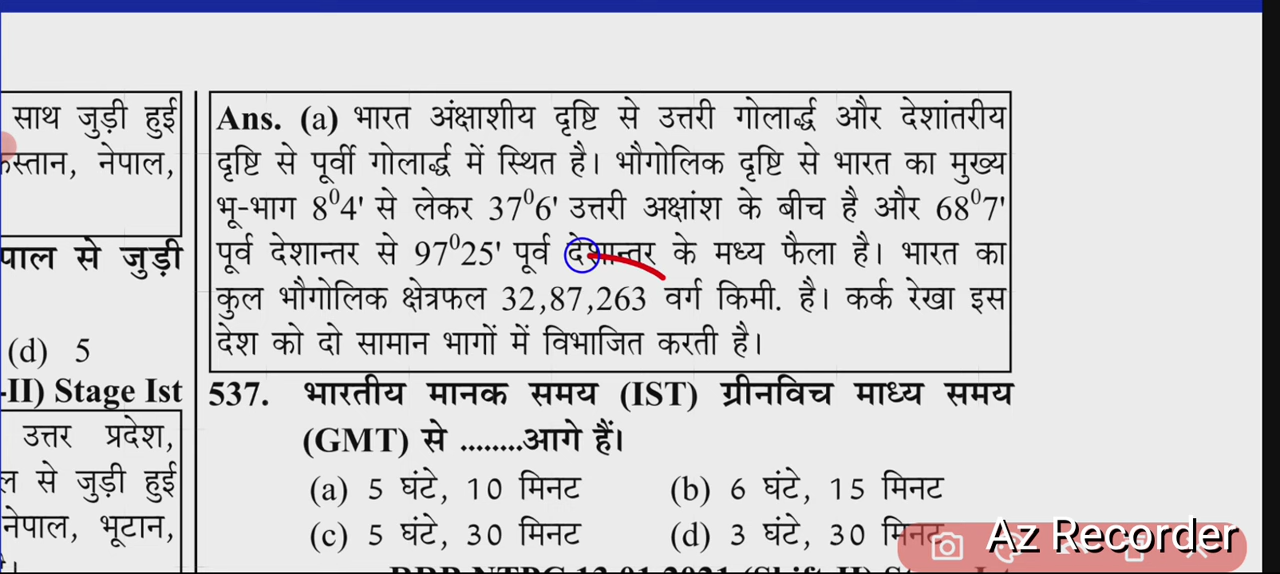 साथ जुड़ी हुई
नेपाल,
से जुड़ी
(d) 5
-II) Stage Ist
उत्तर प्रदेश,
से जुड़ी हुई
नेपाल, भूटान,
Ans. (a) भारत अंक्षाशीय दृष्टि से उत्तरी गोलार्द्ध और देशांतरीय
दृष्टि से पूर्वी गोलार्द्ध में स्थित है। भौगोलिक दृष्टि से भारत का मुख्य
भू-भाग 8⁰4' से लेकर 37⁰6' उत्तरी अक्षांश के बीच है और 68⁰7'
पूर्व देशान्तर से 97⁰25' पूर्व देशान्तर के मध्य फैला है। भारत का
कुल भौगोलिक क्षेत्रफल 32,87,263 वर्ग किमी. है। कर्क रेखा इस
देश को दो सामान भागों में विभाजित करती है।
537. भारतीय मानक समय (IST) ग्रीनविच माध्य समय
(GMT) से ........आगे हैं।
(a) 5 घंटे, 10 मिनट (b) 6 घंटे, 15 मिनट
(c) 5 घंटे, 30 मिनट (d) 3 घंटे, 30 मिनट
Az Recorder